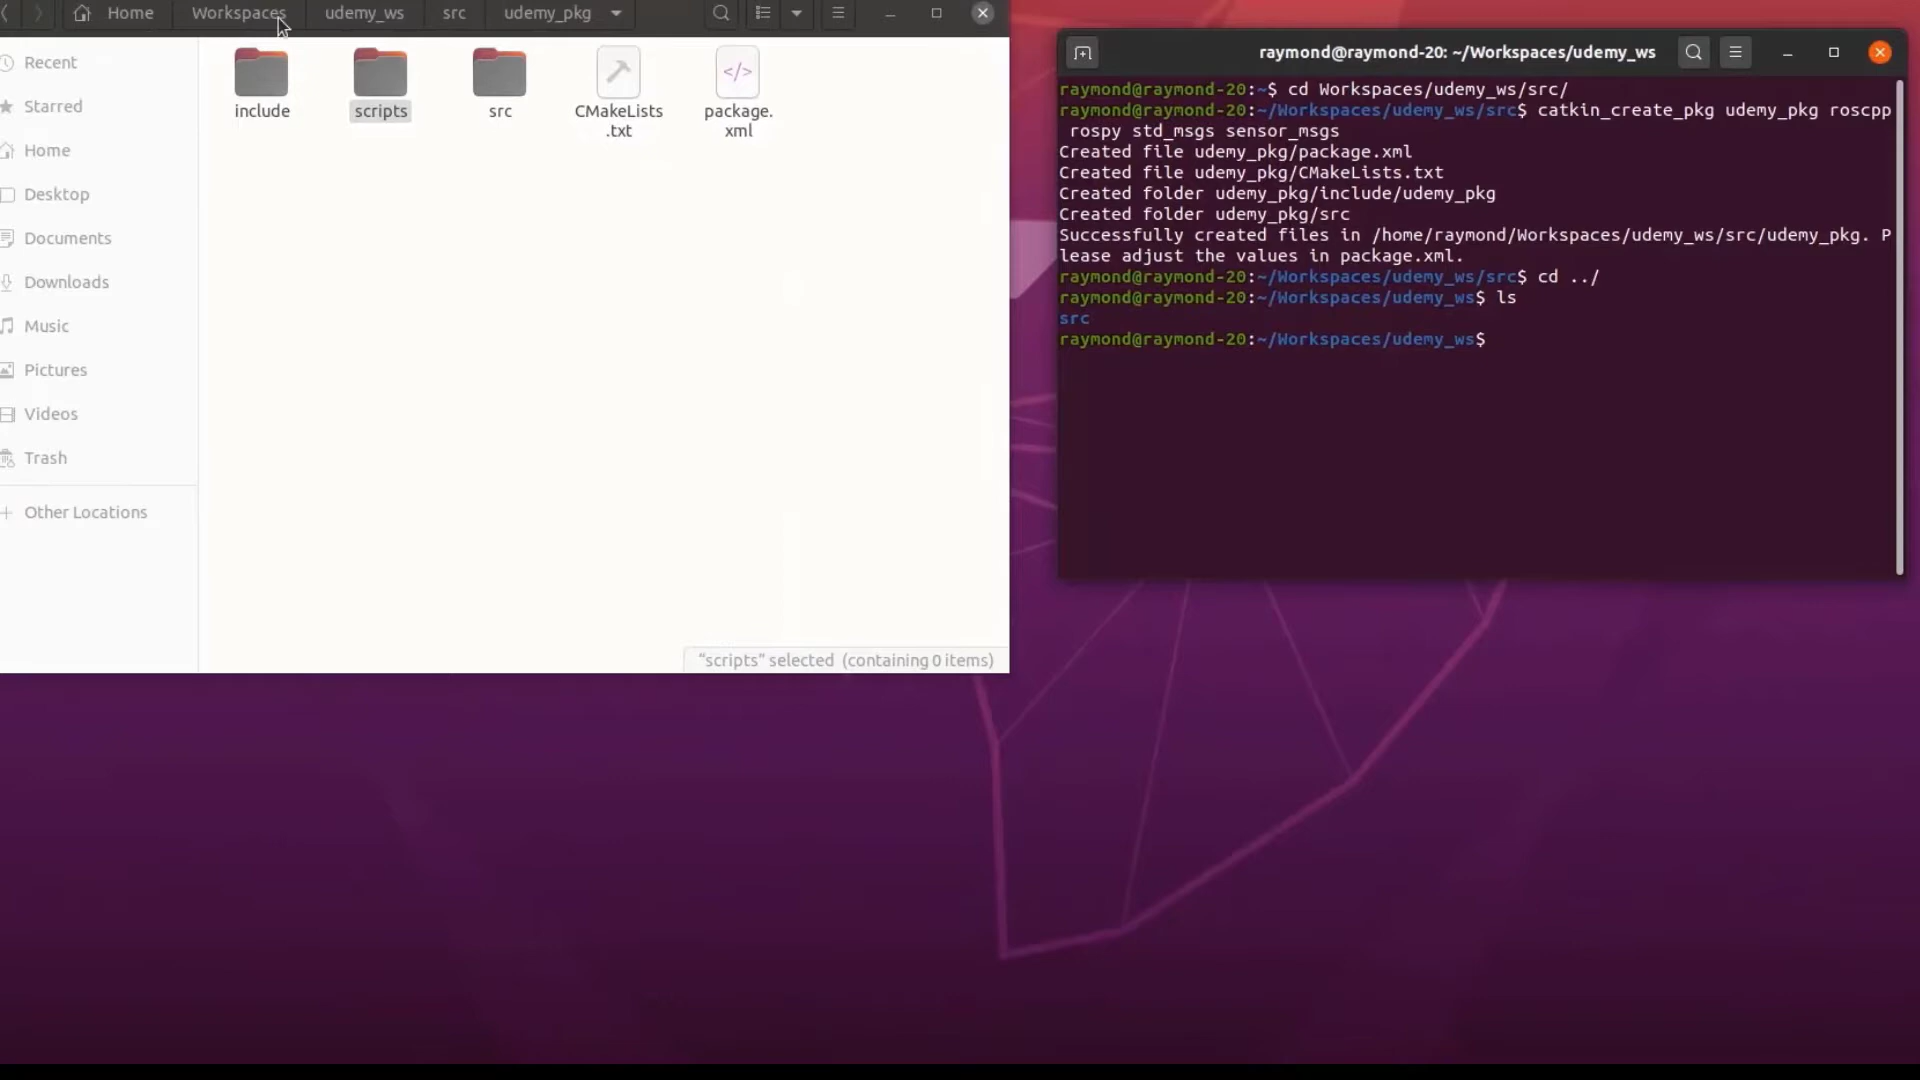 Home Workspaces udemy_ws src udemy_pkg
Recent
Starred
Home
Desktop
Documents
Downloads
Music
Pictures
Videos
Trash
Other Locations
include
scripts
src
CMakeLists
.txt
package.
xml
"scripts" selected (containing 0 items)
raymond@raymond-20: ~/Workspaces/udemy_ws
raymond@raymond-20:~$ cd Workspaces/udemy_ws/src/
raymond@raymond-20:~/Workspaces/udemy_ws/src$ catkin_create_pkg udemy_pkg roscpp
rospy std_msgs sensor_msgs
Created file udemy_pkg/package.xml
Created file udemy_pkg/CMakeLists.txt
Created folder udemy_pkg/include/udemy_pkg
Created folder udemy_pkg/src
Successfully created files in /home/raymond/Workspaces/udemy_ws/src/udemy_pkg. P
lease adjust the values in package.xml.
raymond@raymond-20:~/Workspaces/udemy_ws/src$ cd ../
raymond@raymond-20:~/Workspaces/udemy_ws$ ls
src
raymond@raymond-20:~/Workspaces/udemy_ws$